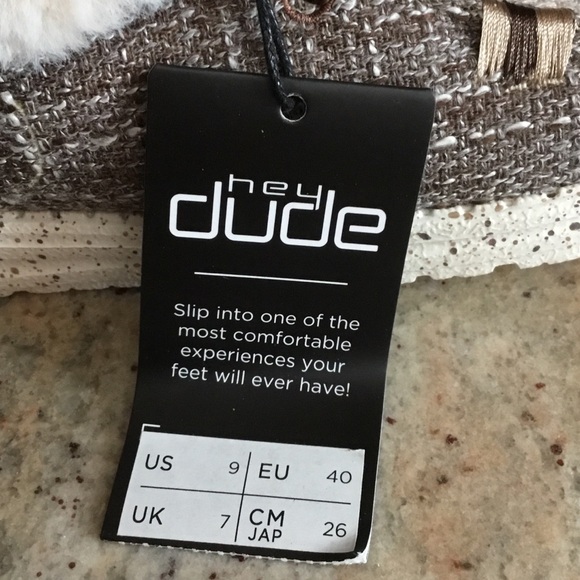 hey
dude
Slip into one of the
most comfortable
experiences your
feet will ever have!
US 9 EU 40
UK 7 CM JAP 26